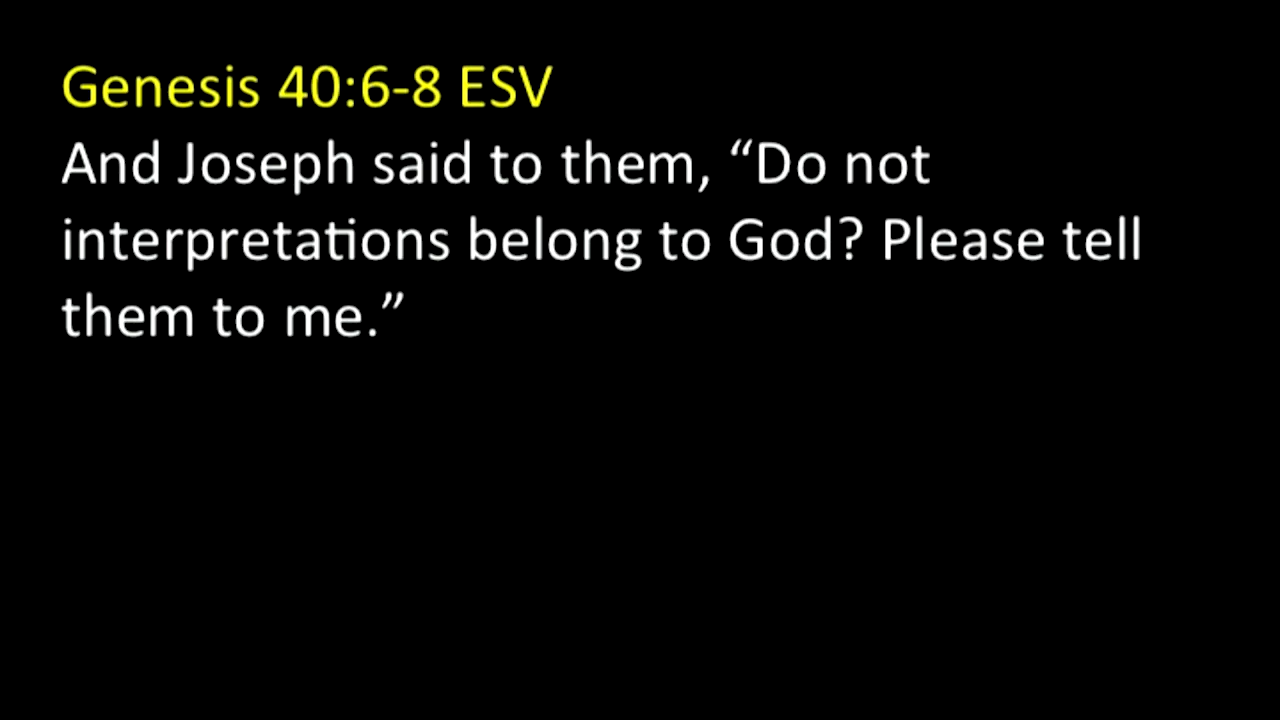 Genesis 40:6-8 ESV
And Joseph said to them, “Do not
interpretations belong to God? Please tell
them to me.”